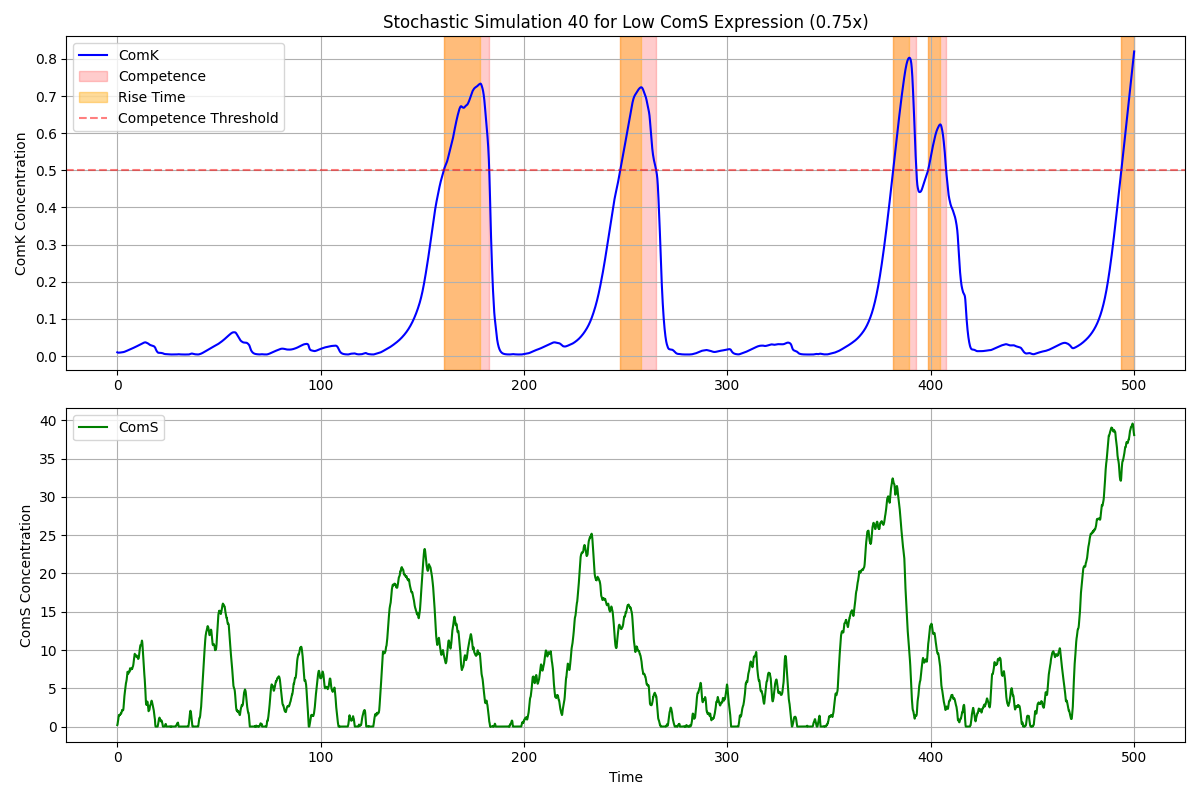 Stochastic Simulation 40 for Low ComS Expression (0.75x)
ComK Concentration
0.8
0.7
0.6
0.5
0.4
0.3
0.2
0.1
0.0
ComK
Competence
Rise Time
Competence Threshold
0 100 200 300 400 500
ComS Concentration
40
35
30
25
20
15
10
5
0
ComS
0 100 200 300 400 500
Time